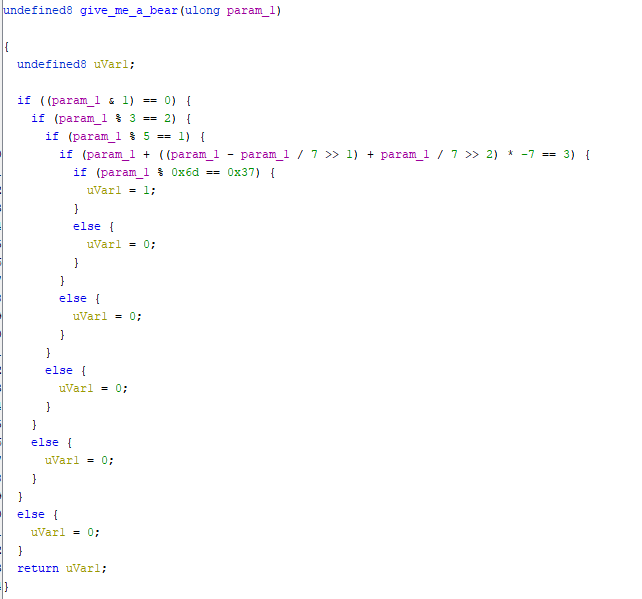 undefined8 give_me_a_bear(ulong param_1)
{
undefined8 uVar1;
if ((param_1 & 1) == 0) {
if (param_1 % 3 == 2) {
if (param_1 % 5 == 1) {
if (param_1 + ((param_1 - param_1 / 7 >> 1) + param_1 / 7 >> 2) * -7 == 3) {
if (param_1 % 0x6d == 0x37) {
uVar1 = 1;
}
else {
uVar1 = 0;
}
}
else {
uVar1 = 0;
}
}
else {
uVar1 = 0;
}
}
else {
uVar1 = 0;
}
}
else {
uVar1 = 0;
}
return uVar1;
}